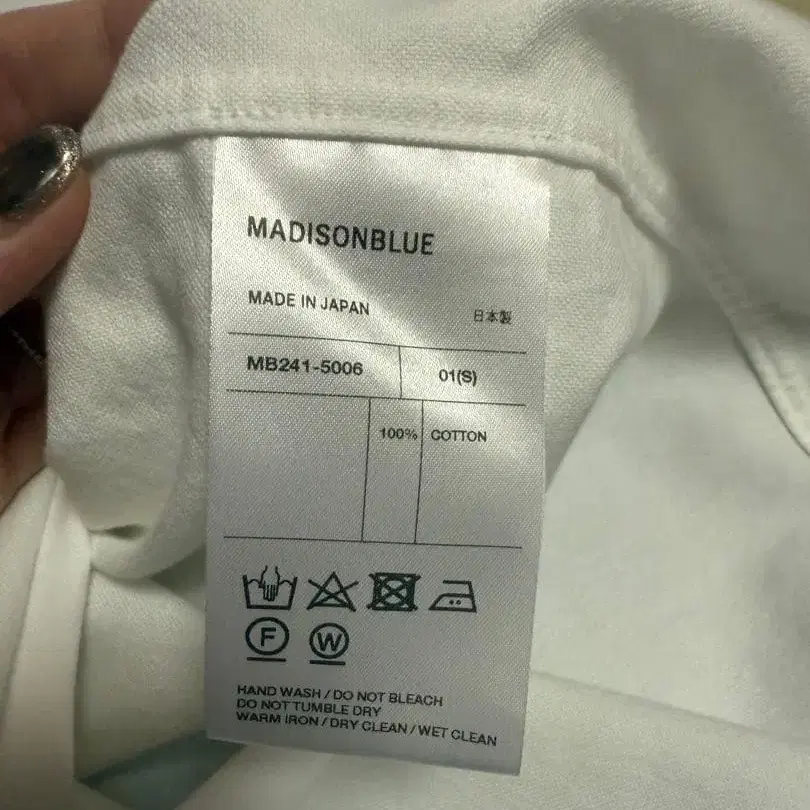 MADISONBLUE
MADE IN JAPAN 日本製
MB241-5006 01(S)
100% COTTON
F W
HAND WASH / DO NOT BLEACH
DO NOT TUMBLE DRY
WARM IRON / DRY CLEAN / WET CLEAN